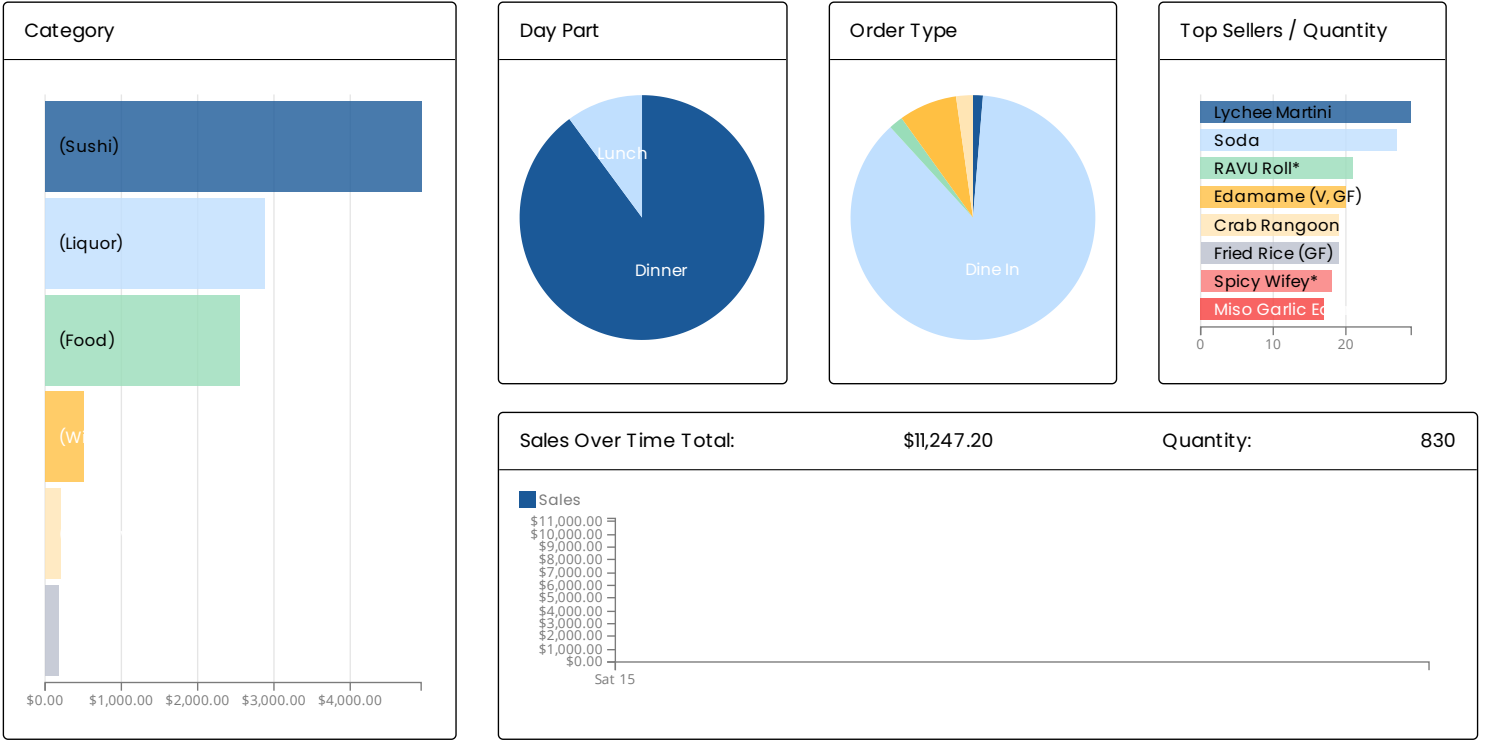 Category
(Sushi)
(Liquor)
(Food)
$0.00 $1,000.00 $2,000.00 $3,000.00 $4,000.00
Day Part
Lunch
Dinner
Order Type
Dine In
Top Sellers / Quantity
Lychee Martini
Soda
RAVU Roll*
Edamame (V, GF)
Crab Rangoon
Fried Rice (GF)
Spicy Wifey*
Miso Garlic
0 10 20
Sales Over Time Total: $11,247.20 Quantity: 830
Sales
$11,000.00
$10,000.00
$9,000.00
$8,000.00
$7,000.00
$6,000.00
$5,000.00
$4,000.00
$3,000.00
$2,000.00
$1,000.00
$0.00
Sat 15